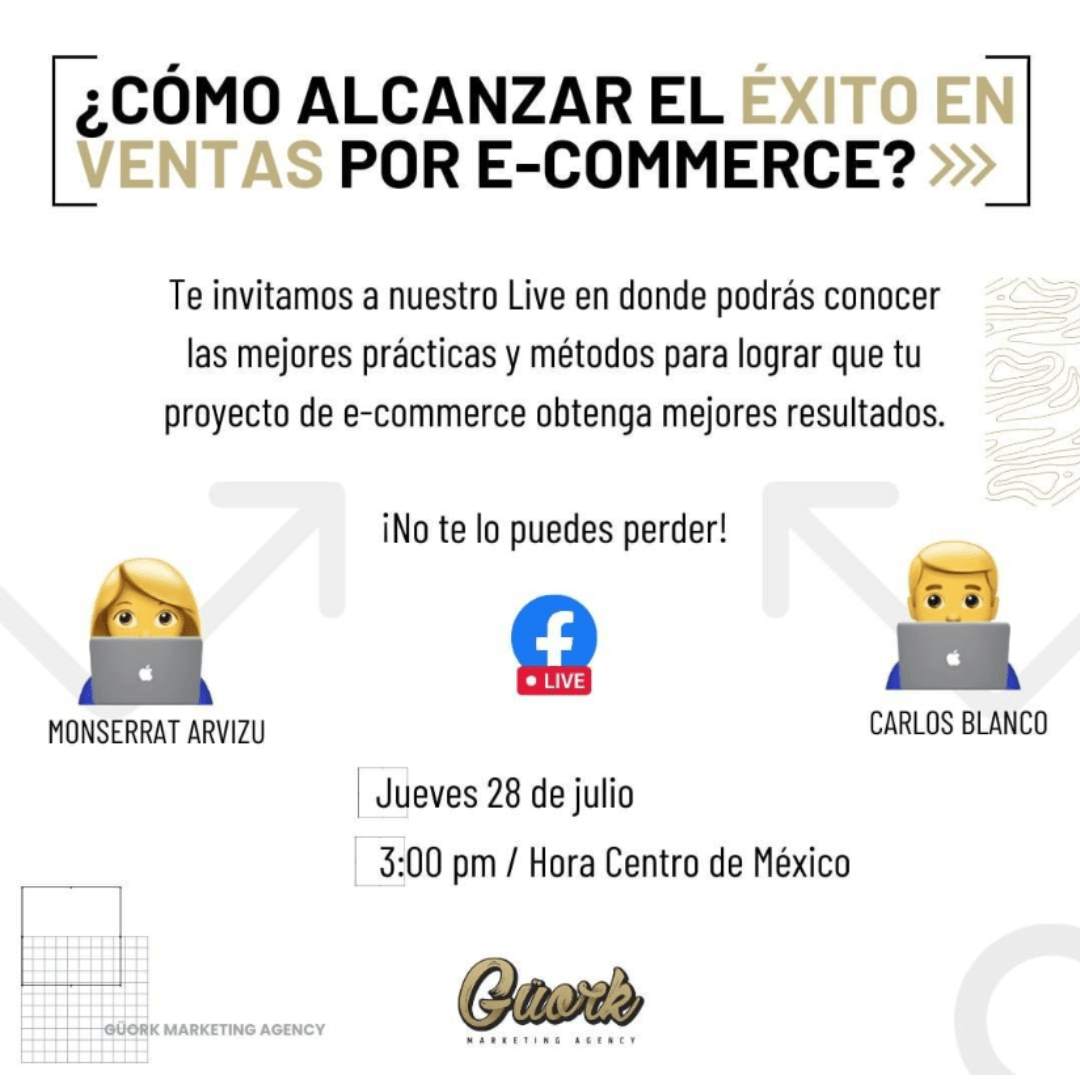 ¿CÓMO ALCANZAR EL ÉXITO EN
VENTAS POR E-COMMERCE?
Te invitamos a nuestro Live en donde podrás conocer
las mejores prácticas y métodos para lograr que tu
proyecto de e-commerce obtenga mejores resultados.
¡No te lo puedes perder!
LIVE
MONSERRAT ARVIZU
CARLOS BLANCO
Jueves 28 de julio
3:00 pm / Hora Centro de México
Güork
MARKETING AGENCY
GÜORK MARKETING AGENCY